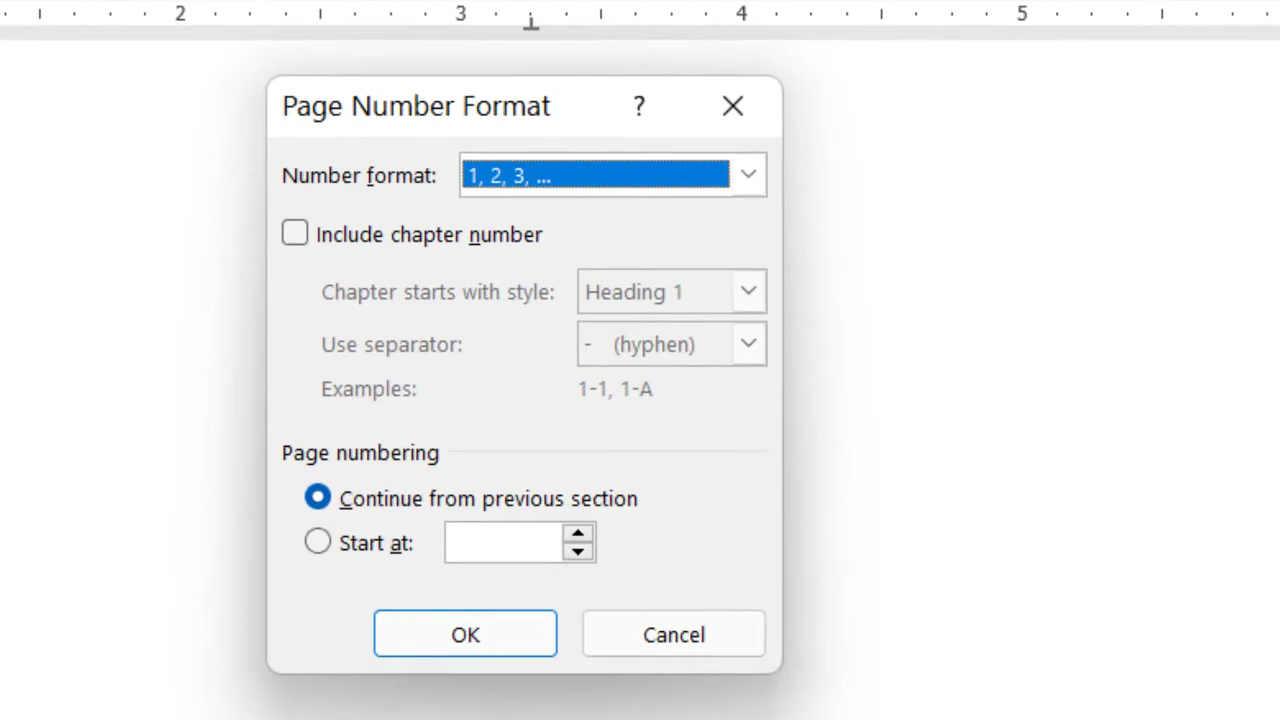 2 3 4 5
Page Number Format ?
Number format: 1, 2, 3, ...
Include chapter number
Chapter starts with style: Heading 1
Use separator: - (hyphen)
Examples: 1-1, 1-A
Page numbering
Continue from previous section
Start at:
OK Cancel